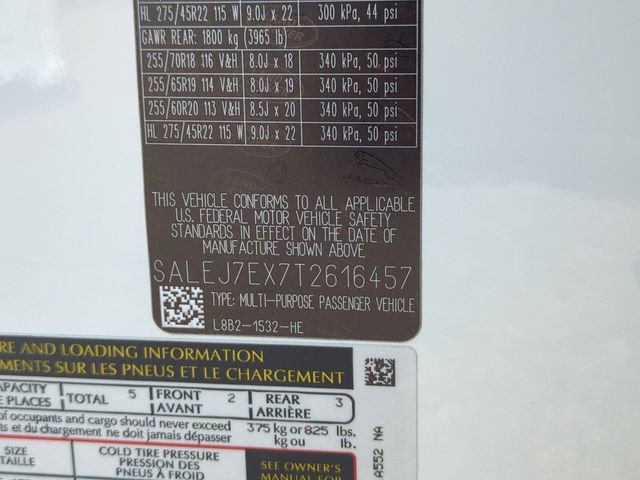 HL 275/45R22 115 W 9.0J x 22 300 kPa, 44 psi
GAWR REAR: 1800 kg (3965 lb)
255/70R18 116 V&H 8.0J x 18 340 kPa, 50 psi
255/65R19 114 V&H 8.0J x 19 340 kPa, 50 psi
255/60R20 113 V&H 8.5J x 20 340 kPa, 50 psi
HL 275/45R22 115 W 9.0J x 22 340 kPa, 50 psi
THIS VEHICLE CONFORMS TO ALL APPLICABLE
U.S. FEDERAL MOTOR VEHICLE SAFETY
STANDARDS IN EFFECT ON THE DATE OF
MANUFACTURE SHOWN ABOVE
SALEJ7EX7T2616457
TYPE: MULTI-PURPOSE PASSENGER VEHICLE
L8B2-1532-HE
RE AND LOADING INFORMATION
EMENTS SUR LES PNEUS ET LE CHARGEMENT
CAPACITY TOTAL 5 FRONT 2 REAR 3
PLACES AVANT ARRIÈRE
of occupants and cargo should never exceed 375 kg or 825 lbs.
ts et du chargement ne doit jamais dépasser kg ou lb.
SIZE COLD TIRE PRESSURE SEE OWNER'S
TAILLE PRESSION DES MANUAL FOR
PNEUS À FROID
A552 NA